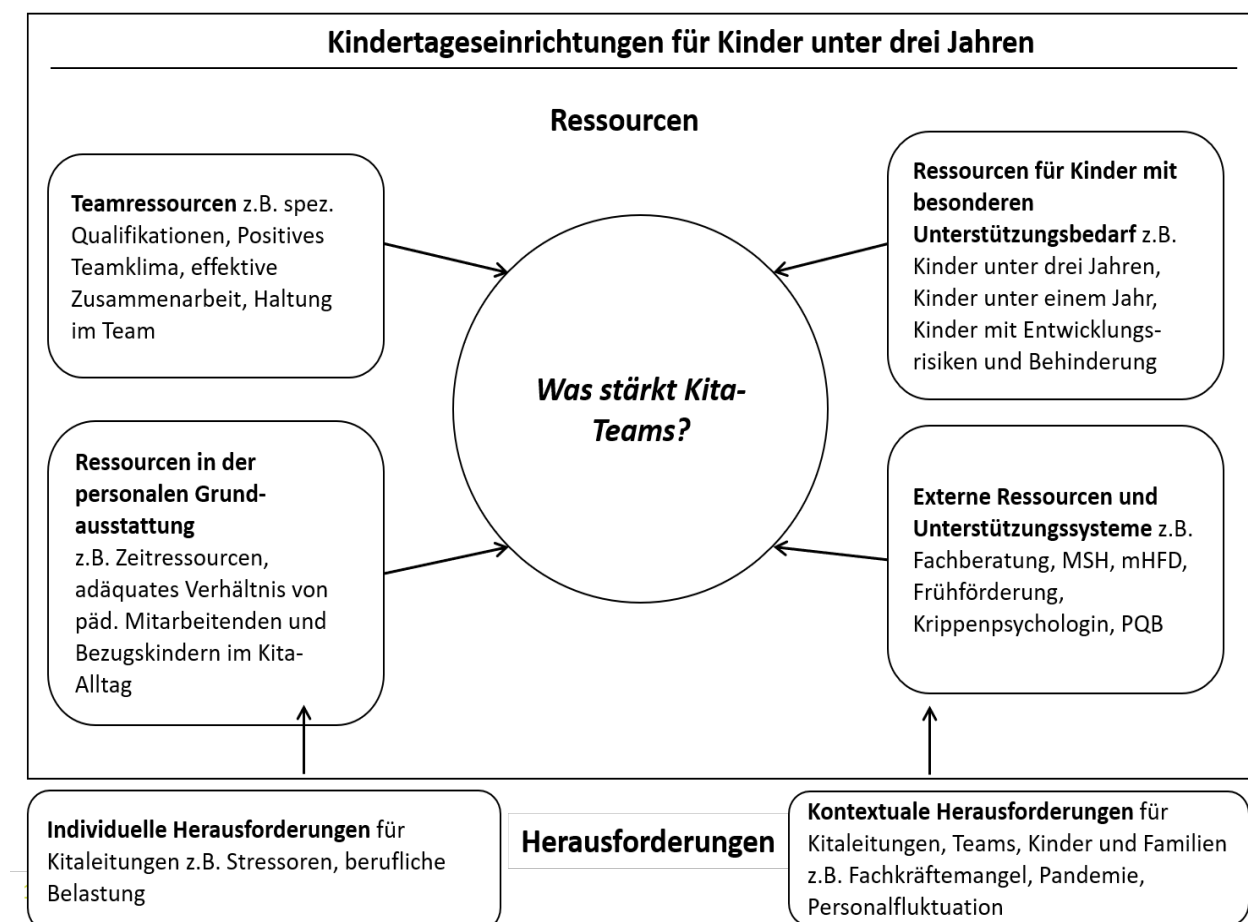 Kindertageseinrichtungen für Kinder unter drei Jahren
Ressourcen
Teamressourcen z.B. spez.
Qualifikationen, Positives
Teamklima, effektive
Zusammenarbeit, Haltung
im Team
Ressourcen für Kinder mit
besonderen
Unterstützungsbedarf z.B.
Kinder unter drei Jahren,
Kinder unter einem Jahr,
Kinder mit Entwicklungs-
risiken und Behinderung
Was stärkt Kita-
Teams?
Ressourcen in der
personalen Grund-
ausstattung
z.B. Zeitressourcen,
adäquates Verhältnis von
päd. Mitarbeitenden und
Bezugskindern im Kita-
Alltag
Externe Ressourcen und
Unterstützungssysteme z.B.
Fachberatung, MSH, mHFD,
Frühförderung,
Krippenpsychologin, PQB
Individuelle Herausforderungen für
Kitaleitungen z.B. Stressoren, berufliche
Belastung
Herausforderungen
Kontextuale Herausforderungen für
Kitaleitungen, Teams, Kinder und Familien
z.B. Fachkräftemangel, Pandemie,
Personalfluktuation